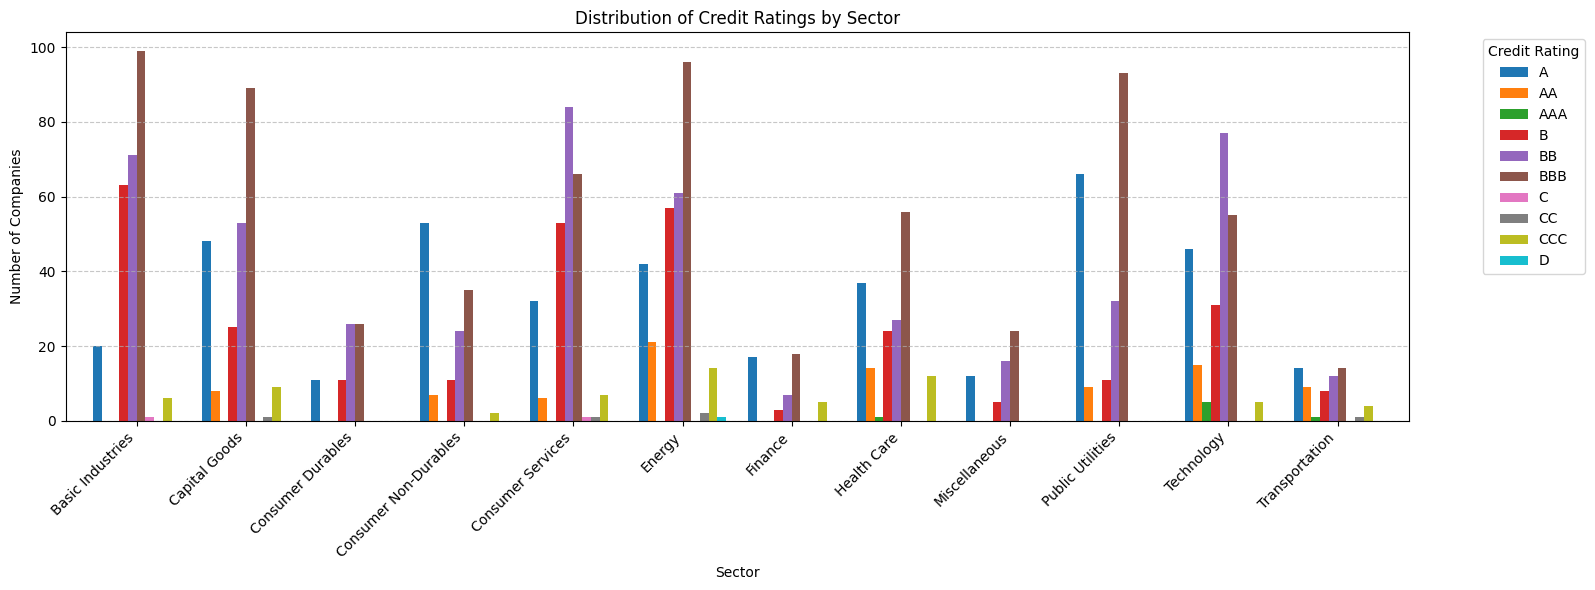 Distribution of Credit Ratings by Sector
Number of Companies
100
80
60
40
20
0
Basic Industries
Capital Goods
Consumer Durables
Consumer Non-Durables
Consumer Services
Energy
Finance
Health Care
Miscellaneous
Public Utilities
Technology
Transportation
Sector
Credit Rating
A
AA
AAA
B
BB
BBB
C
CC
CCC
D